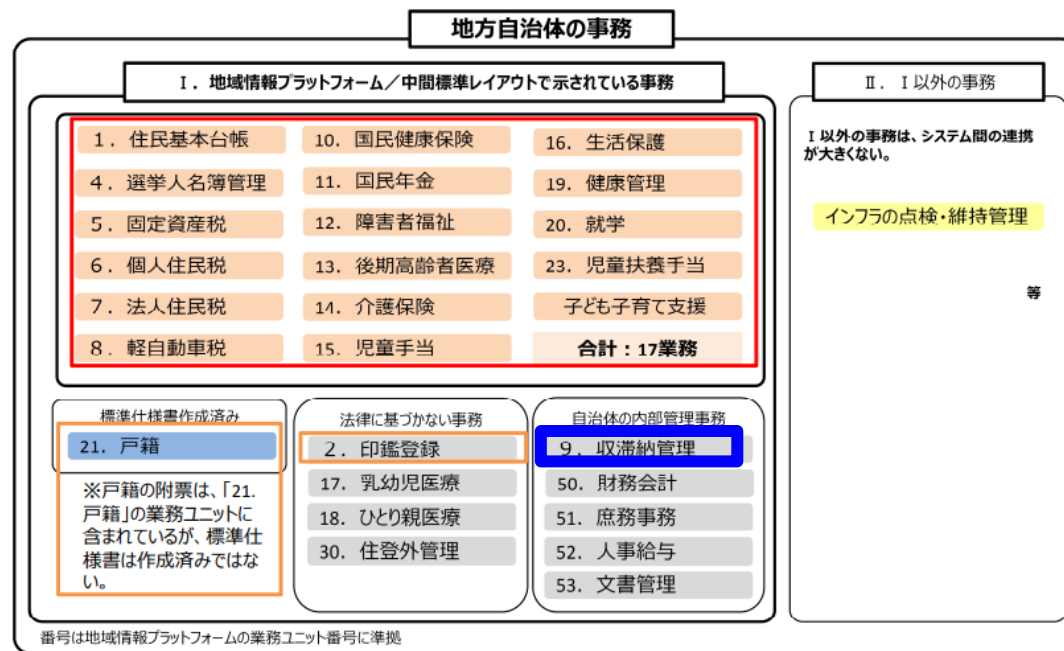 地方自治体の事務
Ⅰ．地域情報プラットフォーム／中間標準レイアウトで示されている事務
1．住民基本台帳
4．選挙人名簿管理
5．固定資産税
6．個人住民税
7．法人住民税
8．軽自動車税
10．国民健康保険
11．国民年金
12．障害者福祉
13．後期高齢者医療
14．介護保険
15．児童手当
16．生活保護
19．健康管理
20．就学
23．児童扶養手当
子ども子育て支援
合計：17業務
標準仕様書作成済み
21．戸籍
※戸籍の附票は、「21.
戸籍」の業務ユニットに
含まれているが、標準仕
様書は作成済みではな
い。
法律に基づかない事務
2．印鑑登録
17．乳幼児医療
18．ひとり親医療
30．住登外管理
自治体の内部管理事務
9．収滞納管理
50．財務会計
51．庶務事務
52．人事給与
53．文書管理
Ⅱ．Ⅰ以外の事務
Ⅰ以外の事務は、システム間の連携
が大きくない。
インフラの点検・維持管理
等
番号は地域情報プラットフォームの業務ユニット番号に準拠